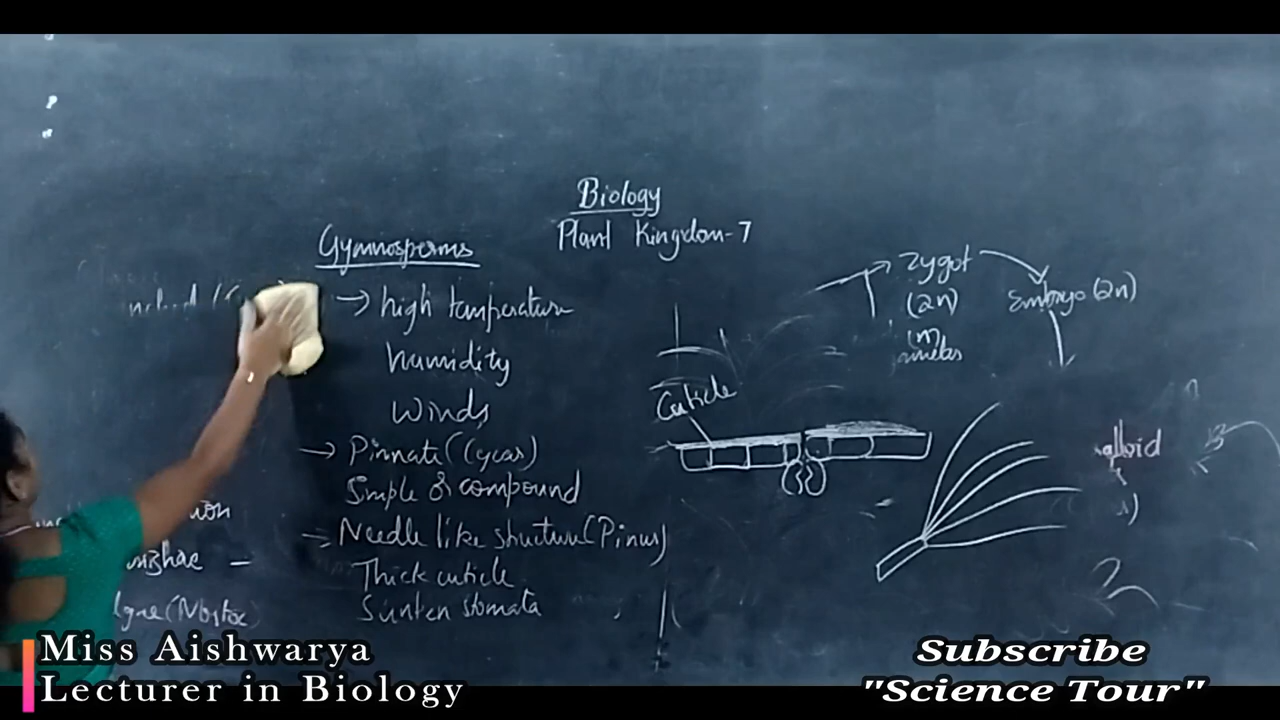 Biology
Plant Kingdom-7
Gymnosperms
→ high temperature
humidity
Winds
→ Pinnate (Cycas)
Simple & compound
→ Needle like structure (Pinus)
Thick cuticle
Sunken stomata
(Nostoc)
Zygot
(2n)
(n)
Embryo (2n)
Cuticle
Miss Aishwarya
Lecturer in Biology
Subscribe
"Science Tour"